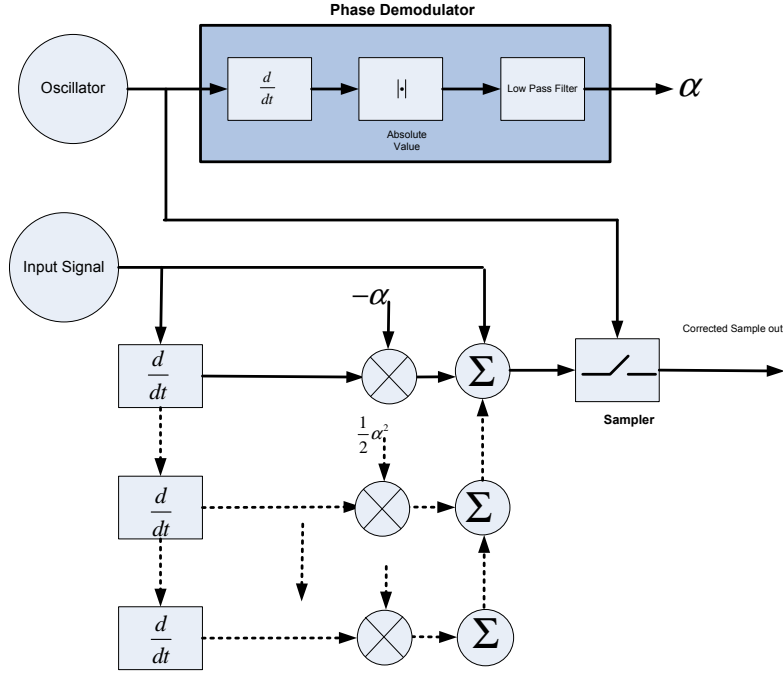 Phase Demodulator
Oscillator
d
dt
|·|
Low Pass Filter
α
Absolute
Value
Input Signal
−α
Corrected Sample out
d
dt
Σ
Sampler
1/2 α²
d
dt
Σ
d
dt
Σ